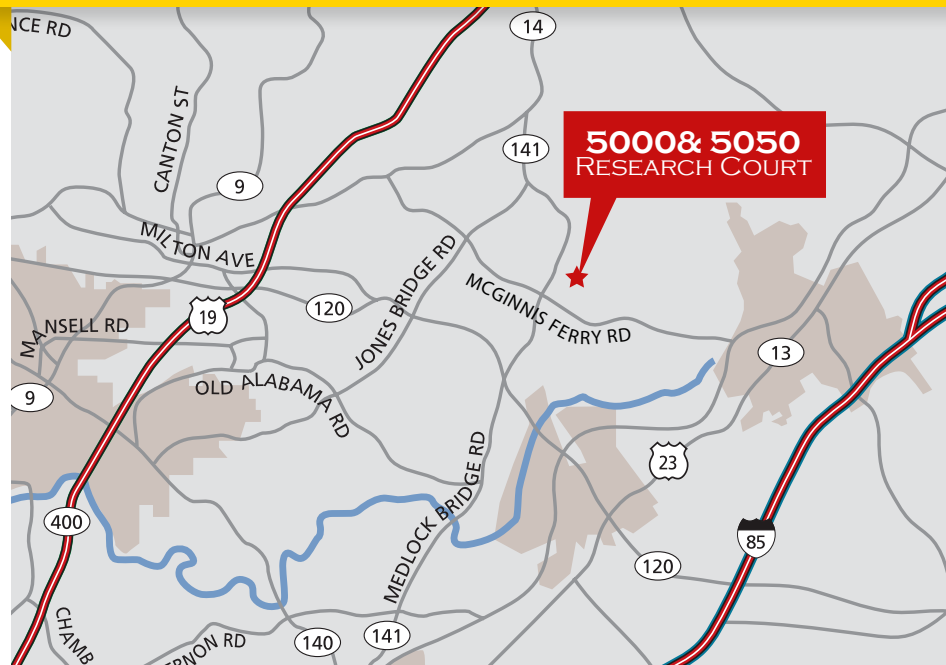 NCE RD
14
CANTON ST
141
5000& 5050
RESEARCH COURT
9
MILTON AVE
JONES BRIDGE RD
MCGINNIS FERRY RD
19
120
MANSELL RD
13
OLD ALABAMA RD
9
MEDLOCK BRIDGE RD
23
400
85
120
CHAMB
ERNON RD
140
141